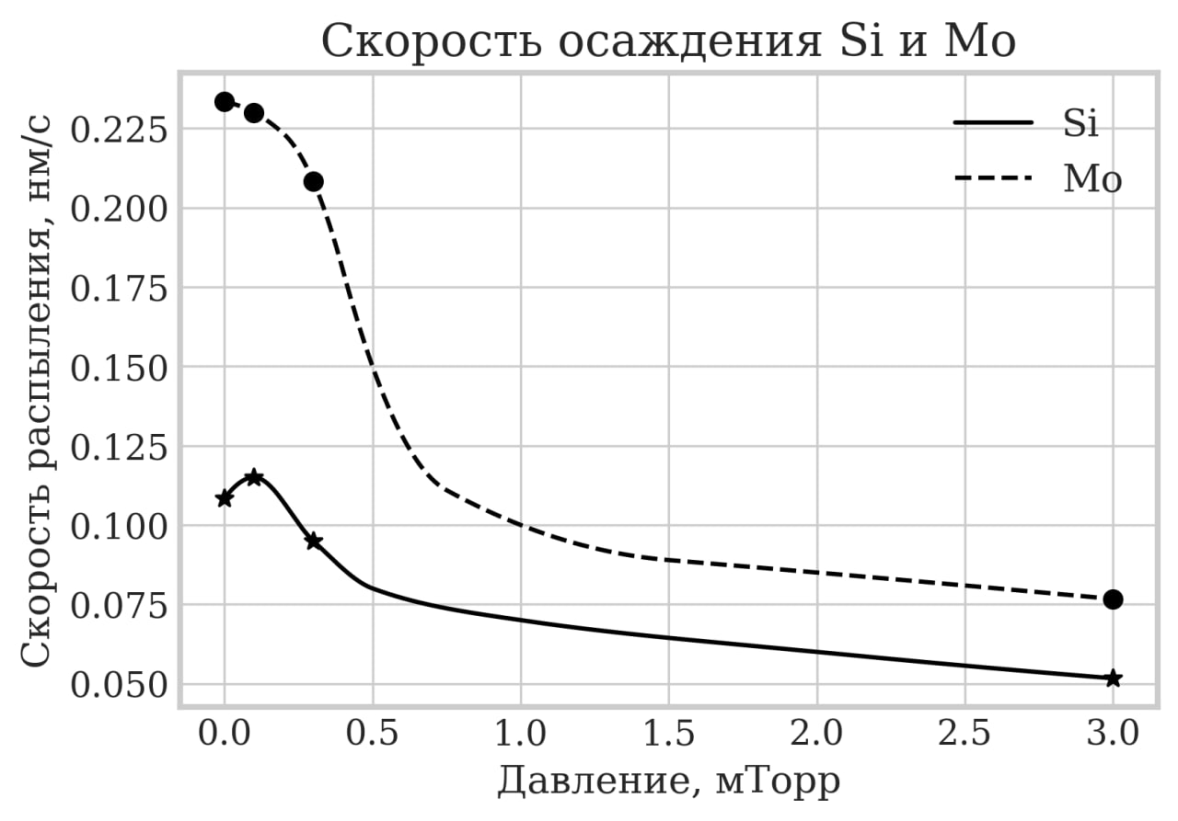 Скорость осаждения Si и Mo
Скорость распыления, нм/с
0.225
0.200
0.175
0.150
0.125
0.100
0.075
0.050
Si
Mo
0.0 0.5 1.0 1.5 2.0 2.5 3.0
Давление, мТорр